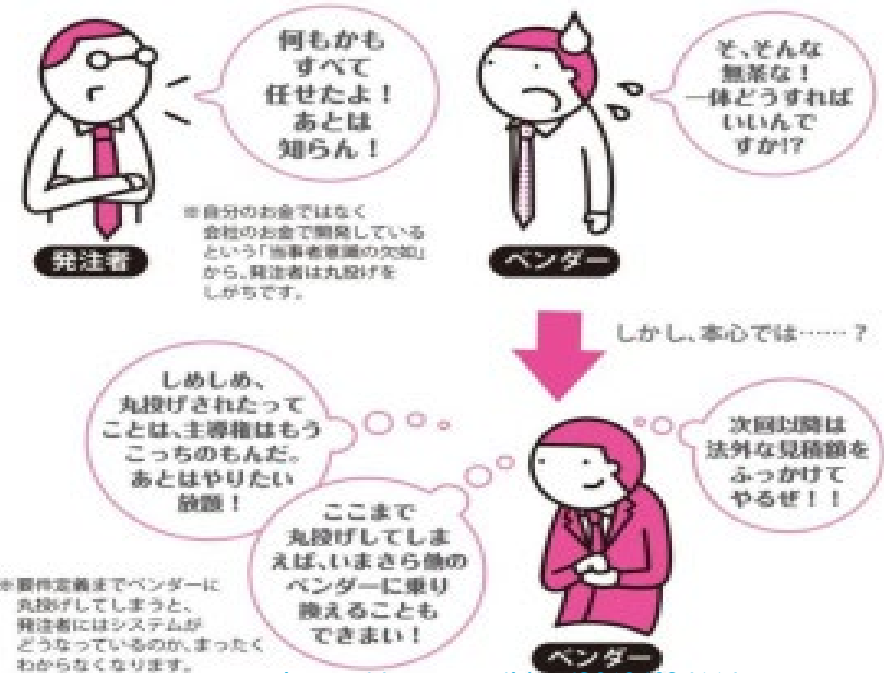 何もかも
すべて
任せたよ！
あとは
知らん！
そ、そんな
無茶な！
一体どうすれば
いいんで
すか!?
※自分のお金ではなく
会社のお金で開発している
という「当事者意識の欠如」
から、発注者は丸投げを
しがちです。
発注者
ベンダー
しかし、本心では……？
しめしめ、
丸投げされたって
ことは、主導権はもう
こっちのもんだ。
あとはやりたい
放題！
ここまで
丸投げしてしま
えば、いまさら他の
ベンダーに乗り
換えることも
できまい！
次回以降は
法外な見積額を
ふっかけて
やるぜ！！
※要件定義までベンダーに
丸投げしてしまうと、
発注者にはシステムが
どうなっているのか、まったく
わからなくなります。
ベンダー